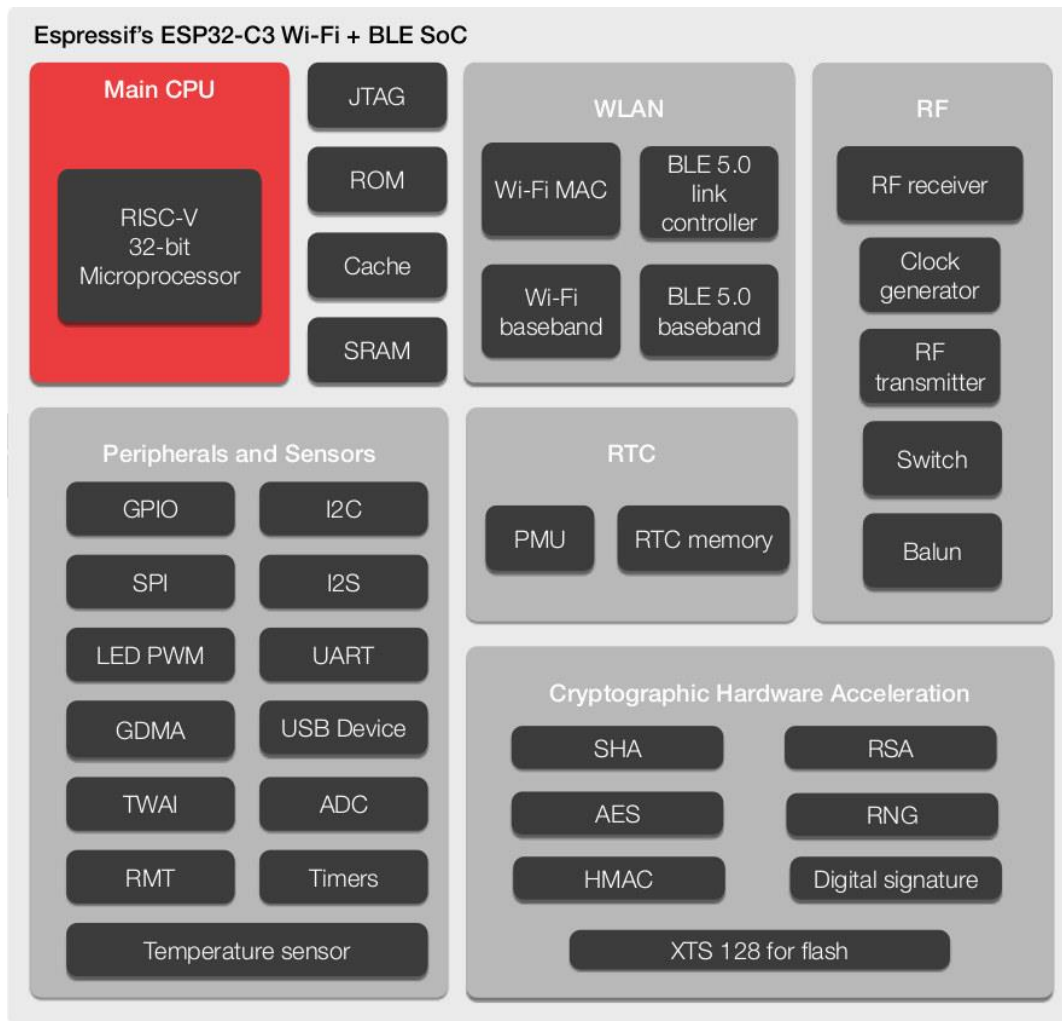 Espressif's ESP32-C3 Wi-Fi + BLE SoC
Main CPU
RISC-V
32-bit
Microprocessor
JTAG
ROM
Cache
SRAM
WLAN
Wi-Fi MAC
BLE 5.0
link
controller
Wi-Fi
baseband
BLE 5.0
baseband
RF
RF receiver
Clock
generator
RF
transmitter
Switch
Balun
Peripherals and Sensors
GPIO
I2C
SPI
I2S
LED PWM
UART
GDMA
USB Device
TWAI
ADC
RMT
Timers
Temperature sensor
RTC
PMU
RTC memory
Cryptographic Hardware Acceleration
SHA
RSA
AES
RNG
HMAC
Digital signature
XTS 128 for flash